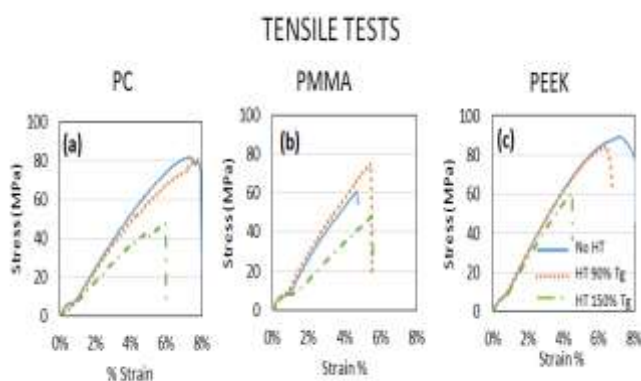 TENSILE TESTS
PC
PMMA
PEEK
(a)
(b)
(c)
Stress (MPa)
100
80
60
40
20
0
0% 2% 4% 6% 8%
% Strain
Stress (MPa)
100
80
60
40
20
0
0% 2% 4% 6% 8%
Strain %
Stress (MPa)
100
80
60
40
20
0
0% 2% 4% 6% 8%
Strain %
No HT
HT 90% Tg
HT 150% Tg